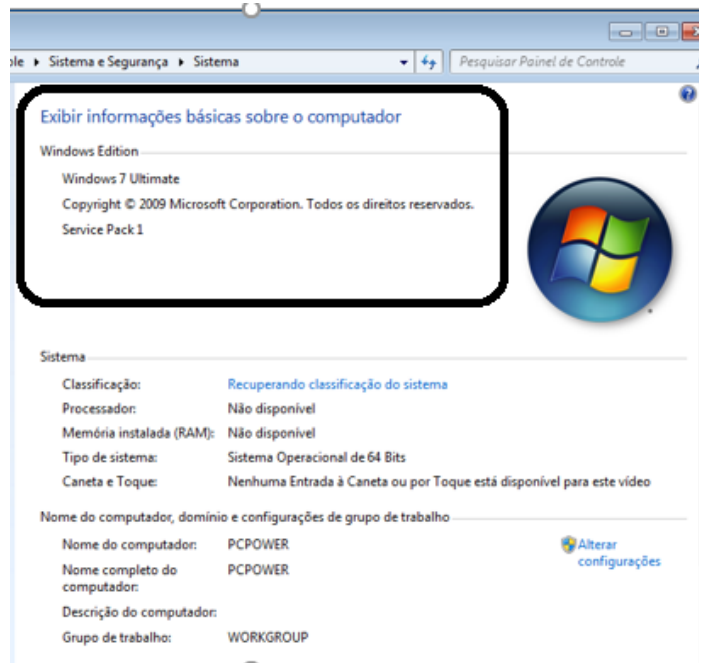 ole ▸ Sistema e Segurança ▸ Sistema
Pesquisar Painel de Controle
Exibir informações básicas sobre o computador
Windows Edition
Windows 7 Ultimate
Copyright © 2009 Microsoft Corporation. Todos os direitos reservados.
Service Pack 1
Sistema
Classificação: Recuperando classificação do sistema
Processador: Não disponível
Memória instalada (RAM): Não disponível
Tipo de sistema: Sistema Operacional de 64 Bits
Caneta e Toque: Nenhuma Entrada à Caneta ou por Toque está disponível para este vídeo
Nome do computador, domínio e configurações de grupo de trabalho
Nome do computador: PCPOWER
Alterar
configurações
Nome completo do PCPOWER
computador:
Descrição do computador:
Grupo de trabalho: WORKGROUP